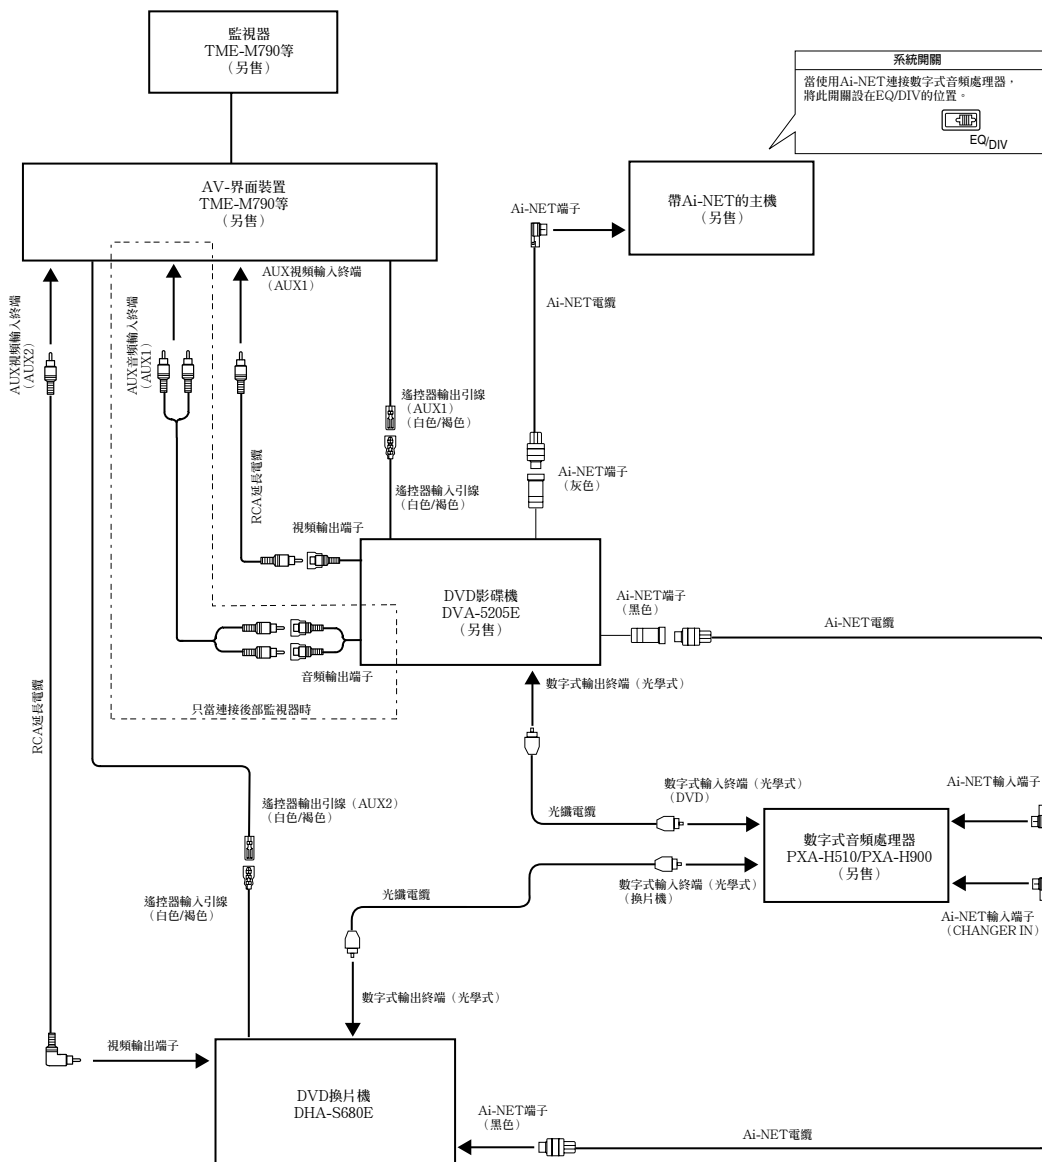 監視器
TME-M790等
（另售）
系統開關
當使用Ai-NET連接數字式音頻處理器，
將此開關設在EQ/DIV的位置。
EQ/DIV
AV-界面裝置
TME-M790等
（另售）
帶Ai-NET的主機
（另售）
Ai-NET端子
AUX視頻輸入終端
（AUX1）
AUX視頻輸入終端
（AUX2）
AUX音頻輸入終端
（AUX1）
Ai-NET電纜
遙控器輸出引線
（AUX1）
（白色/褐色）
RCA延長電纜
遙控器輸入引線
（白色/褐色）
Ai-NET端子
（灰色）
視頻輸出端子
DVD影碟機
DVA-5205E
（另售）
Ai-NET端子
（黑色）
Ai-NET電纜
音頻輸出端子
只當連接後部監視器時
數字式輸出終端（光學式）
RCA延長電纜
遙控器輸出引線（AUX2）
（白色/褐色）
光纖電纜
數字式輸入終端（光學式）
（DVD）
Ai-NET輸入端子
數字式音頻處理器
PXA-H510/PXA-H900
（另售）
遙控器輸入引線
（白色/褐色）
光纖電纜
數字式輸入終端（光學式）
（換片機）
Ai-NET輸入端子
（CHANGER IN）
數字式輸出終端（光學式）
視頻輸出端子
DVD換片機
DHA-S680E
Ai-NET端子
（黑色）
Ai-NET電纜